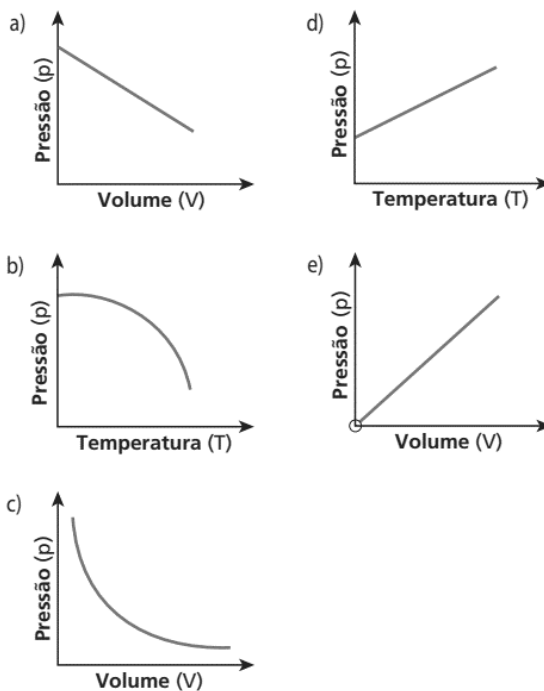 a)
Pressão (p)
Volume (V)
b)
Pressão (p)
Temperatura (T)
c)
Pressão (p)
Volume (V)
d)
Pressão (p)
Temperatura (T)
e)
Pressão (p)
Volume (V)